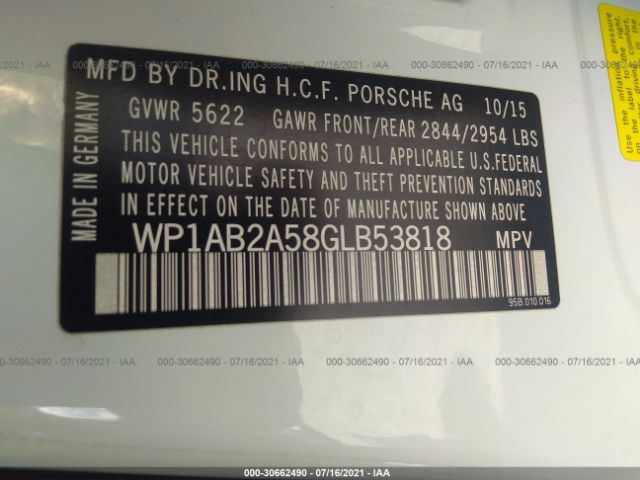 MFD BY DR.ING H.C.F. PORSCHE AG 10/15
GVWR 5622 GAWR FRONT/REAR 2844/2954 LBS
THIS VEHICLE CONFORMS TO ALL APPLICABLE U.S.FEDERAL
MOTOR VEHICLE SAFETY AND THEFT PREVENTION STANDARDS
IN EFFECT ON THE DATE OF MANUFACTURE SHOWN ABOVE
WP1AB2A58GLB53818 MPV
95B.010.016
MADE IN GERMANY
inflation pressure
000-30662490 - 07/16/2021 - IAA